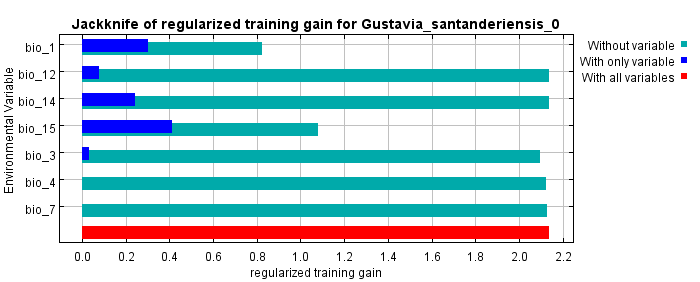 Jackknife of regularized training gain for Gustavia_santanderiensis_0
Environmental Variable
bio_1
bio_12
bio_14
bio_15
bio_3
bio_4
bio_7
Without variable
With only variable
With all variables
0.0 0.2 0.4 0.6 0.8 1.0 1.2 1.4 1.6 1.8 2.0 2.2
regularized training gain